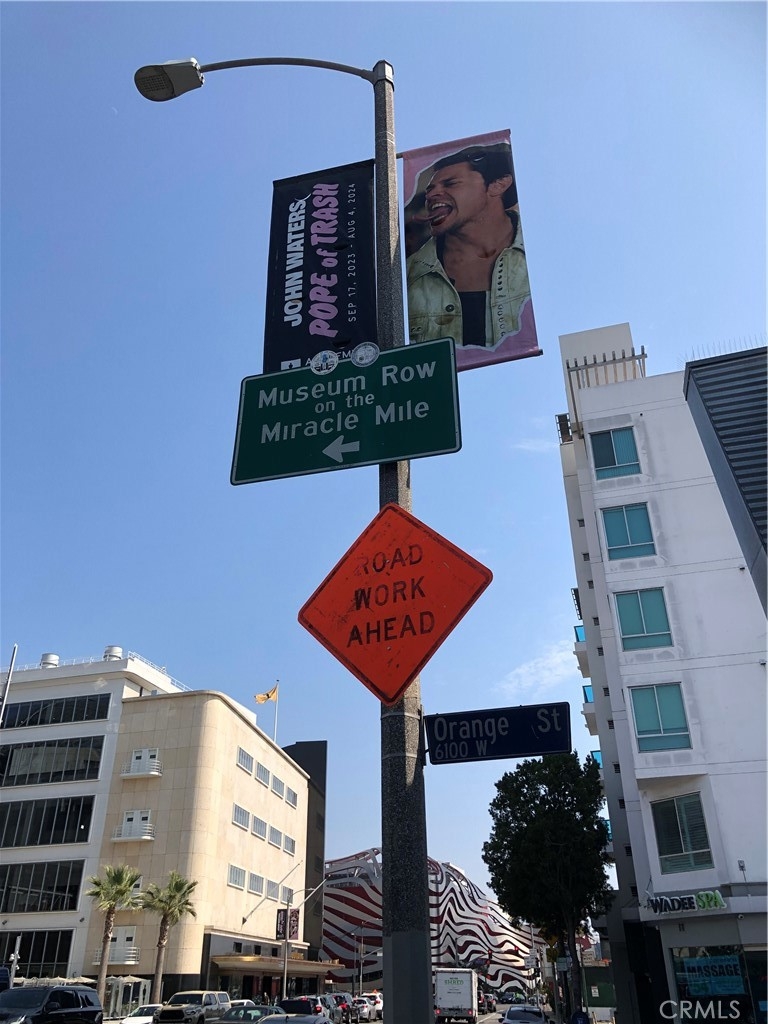 JOHN WATERS:
POPE of TRASH
SEP 17, 2023 - AUG 4, 2024
Museum Row
on the
Miracle Mile
ROAD
WORK
AHEAD
Orange St
6100 W
WADEE SPA
MASSAGE
CRMLS